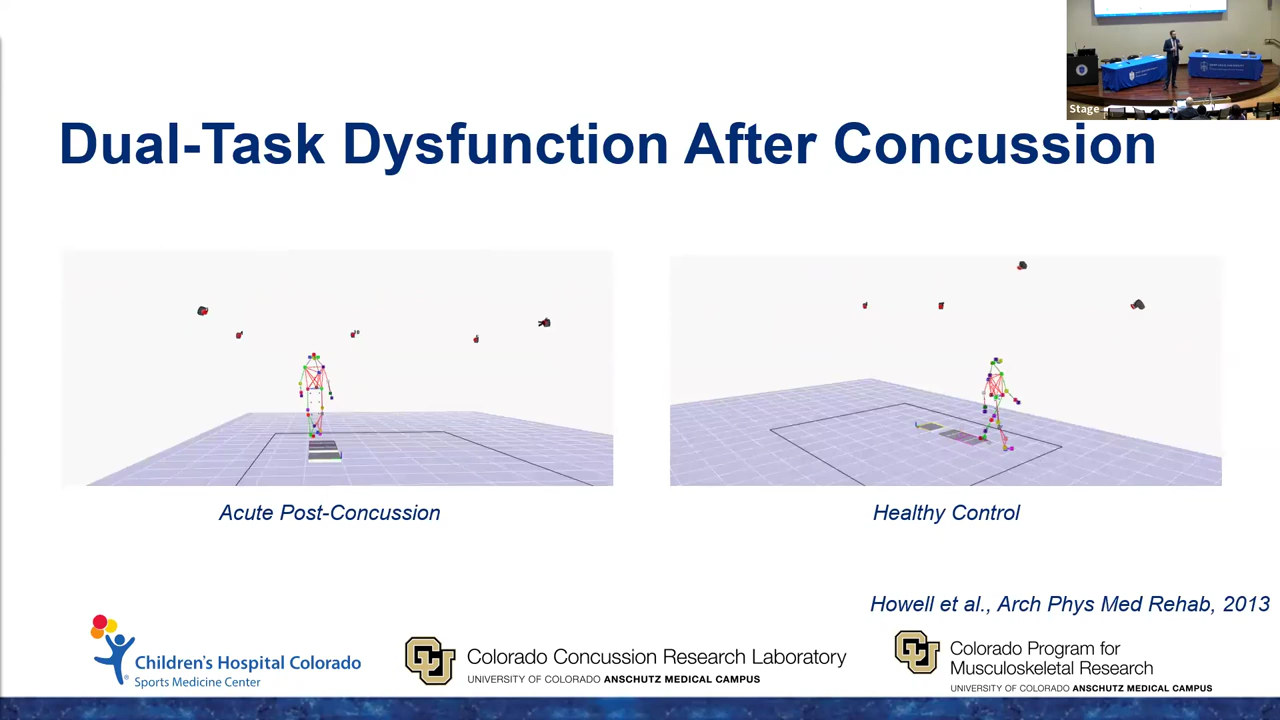 Stage
Dual-Task Dysfunction After Concussion
Acute Post-Concussion
Healthy Control
Howell et al., Arch Phys Med Rehab, 2013
Children's Hospital Colorado
Sports Medicine Center
Colorado Concussion Research Laboratory
UNIVERSITY OF COLORADO ANSCHUTZ MEDICAL CAMPUS
Colorado Program for
Musculoskeletal Research
UNIVERSITY OF COLORADO ANSCHUTZ MEDICAL CAMPUS